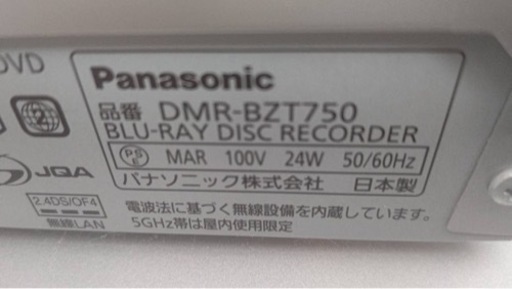 DVD
Panasonic
品番 DMR-BZT750
BLU-RAY DISC RECORDER
PS E MAR 100V 24W 50/60Hz
パナソニック株式会社 日本製
2
JQA
2.4DS/OF4
無線LAN
電波法に基づく無線設備を内蔵しています。
5GHz帯は屋内使用限定